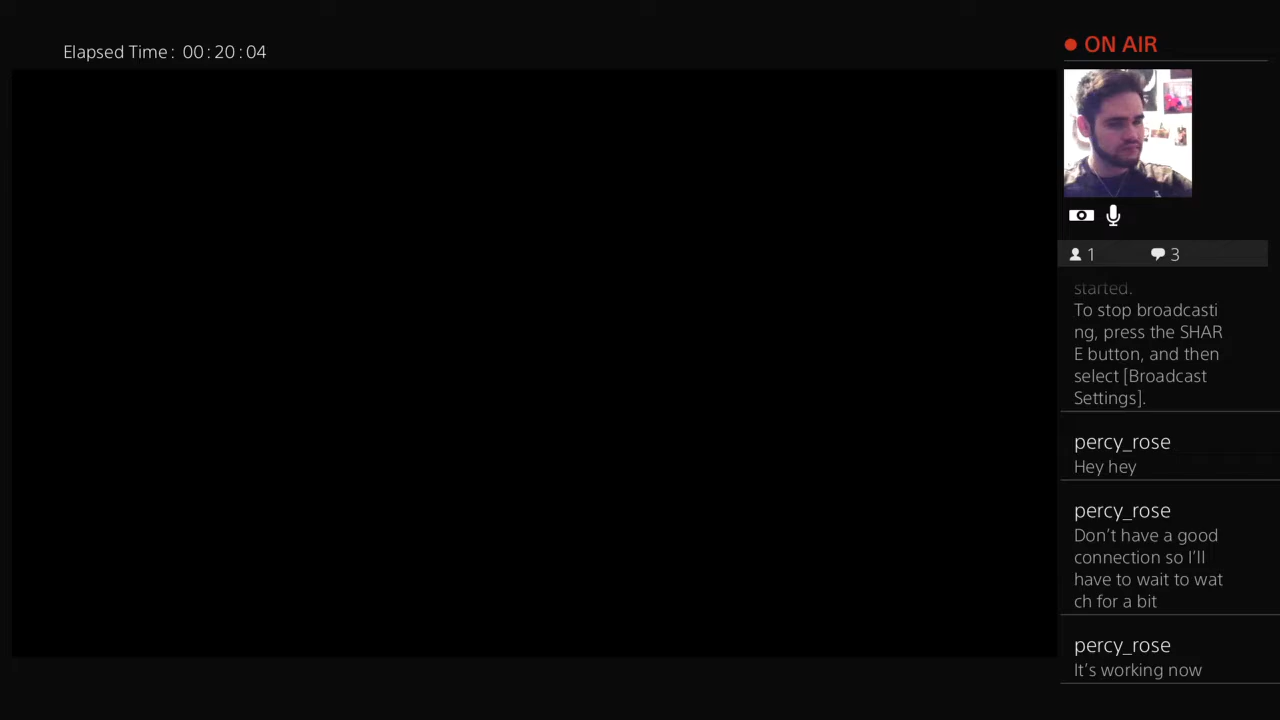 Elapsed Time: 00:20:04
ON AIR
1 3
started.
To stop broadcasti
ng, press the SHAR
E button, and then
select [Broadcast
Settings].
percy_rose
Hey hey
percy_rose
Don't have a good
connection so I'll
have to wait to wat
ch for a bit
percy_rose
It's working now